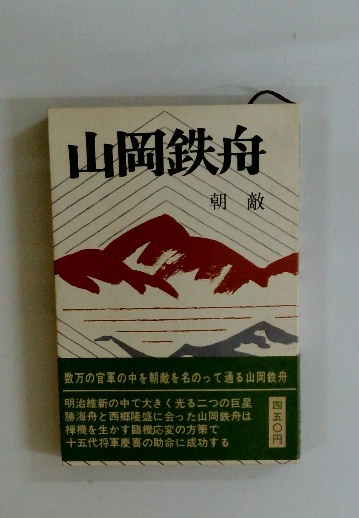 山岡鉄舟
朝敵
数万の官軍の中を朝敵を名のって通る山岡鉄舟
明治維新の中で大きく光る二つの巨星
勝海舟と西郷隆盛に会った山岡鉄舟は
禅機を生かす臨機応変の方策で
十五代将軍慶喜の助命に成功する
四五〇円